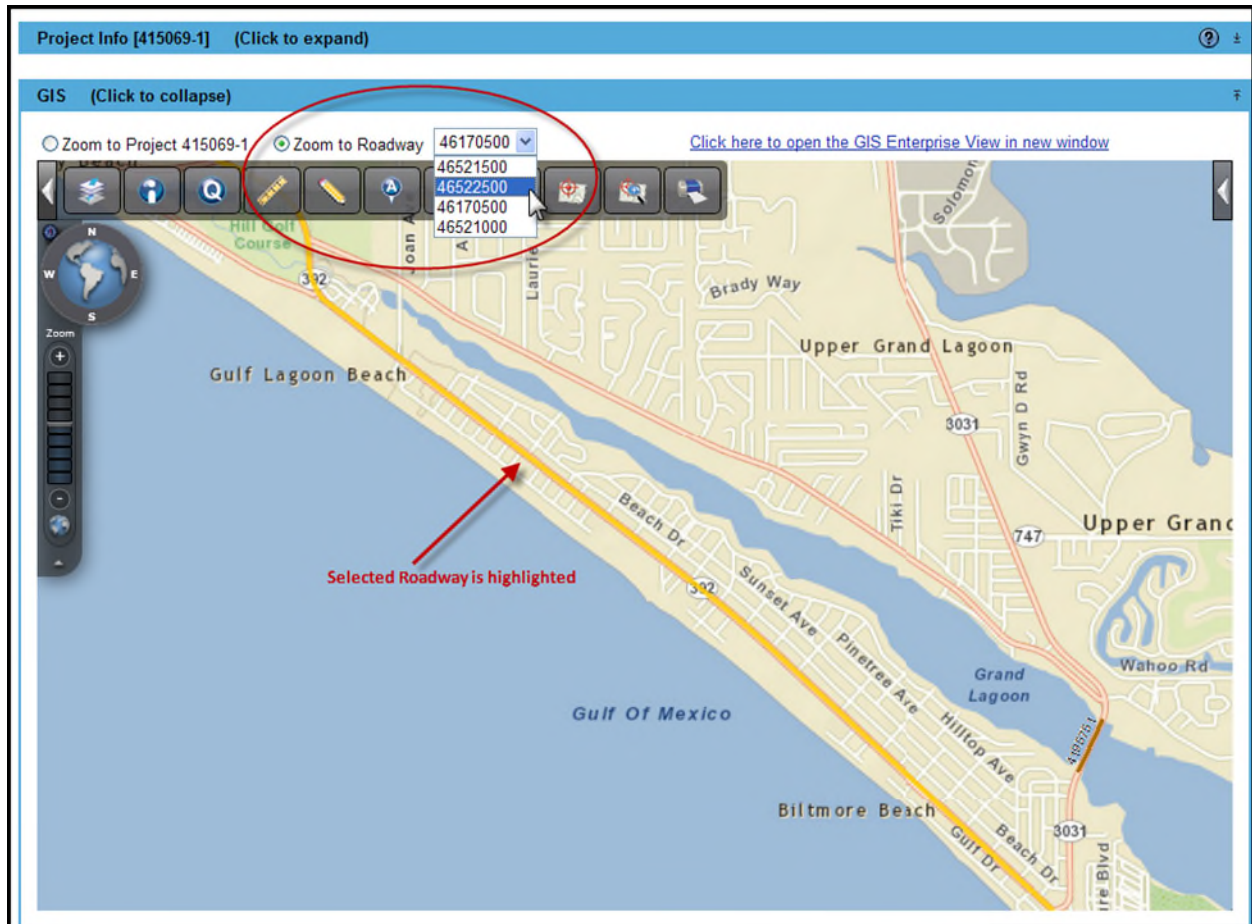 Project Info [415069-1] (Click to expand)
GIS (Click to collapse)
Zoom to Project 415069-1 Zoom to Roadway 46170500
Click here to open the GIS Enterprise View in new window
46521500
46522500
46170500
46521000
Q
A
N
W
E
S
Zoom
+
-
Hill Golf
Course
392
Joan Ave
Laurie
Brady Way
Solomon
Upper Grand Lagoon
Gulf Lagoon Beach
3031
Gwyn D Rd
Tiki Dr
747
Upper Grand
Selected Roadway is highlighted
Beach Dr
392
Sunset Ave
Pinetree Ave
Hilltop Ave
Grand
Lagoon
Wahoo Rd
Gulf Of Mexico
Biltmore Beach
3031
Gulf Dr
Beach Dr